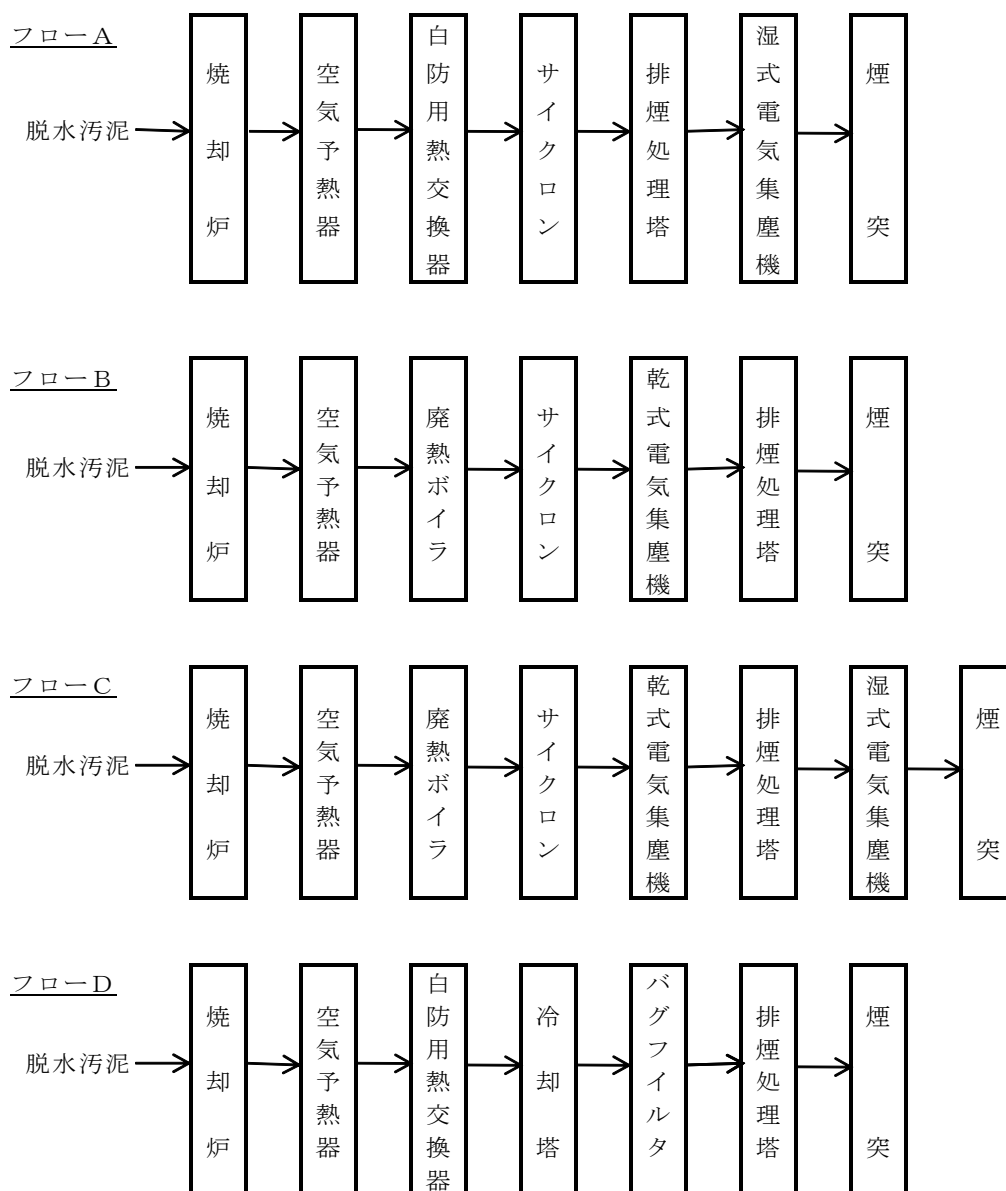 フローA
脱水汚泥
焼却炉
空気予熱器
白防用熱交換器
サイクロン
排煙処理塔
湿式電気集塵機
煙突
フローB
脱水汚泥
焼却炉
空気予熱器
廃熱ボイラ
サイクロン
乾式電気集塵機
排煙処理塔
煙突
フローC
脱水汚泥
焼却炉
空気予熱器
廃熱ボイラ
サイクロン
乾式電気集塵機
排煙処理塔
湿式電気集塵機
煙突
フローD
脱水汚泥
焼却炉
空気予熱器
白防用熱交換器
冷却塔
バグフイルタ
排煙処理塔
煙突